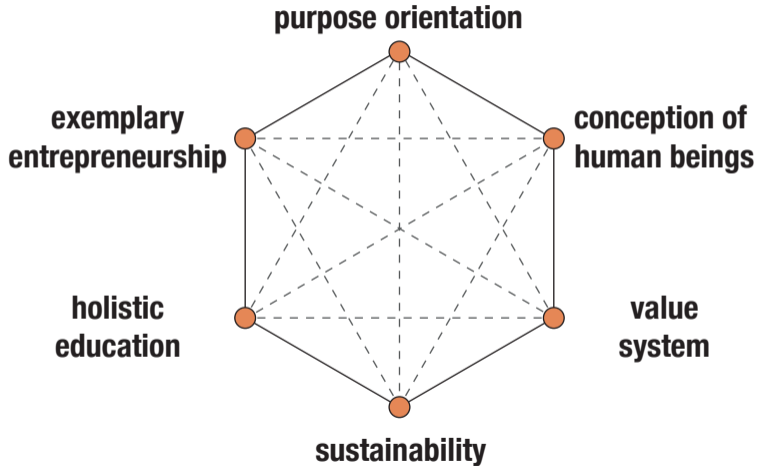 purpose orientation
exemplary
entrepreneurship
conception of
human beings
holistic
education
value
system
sustainability